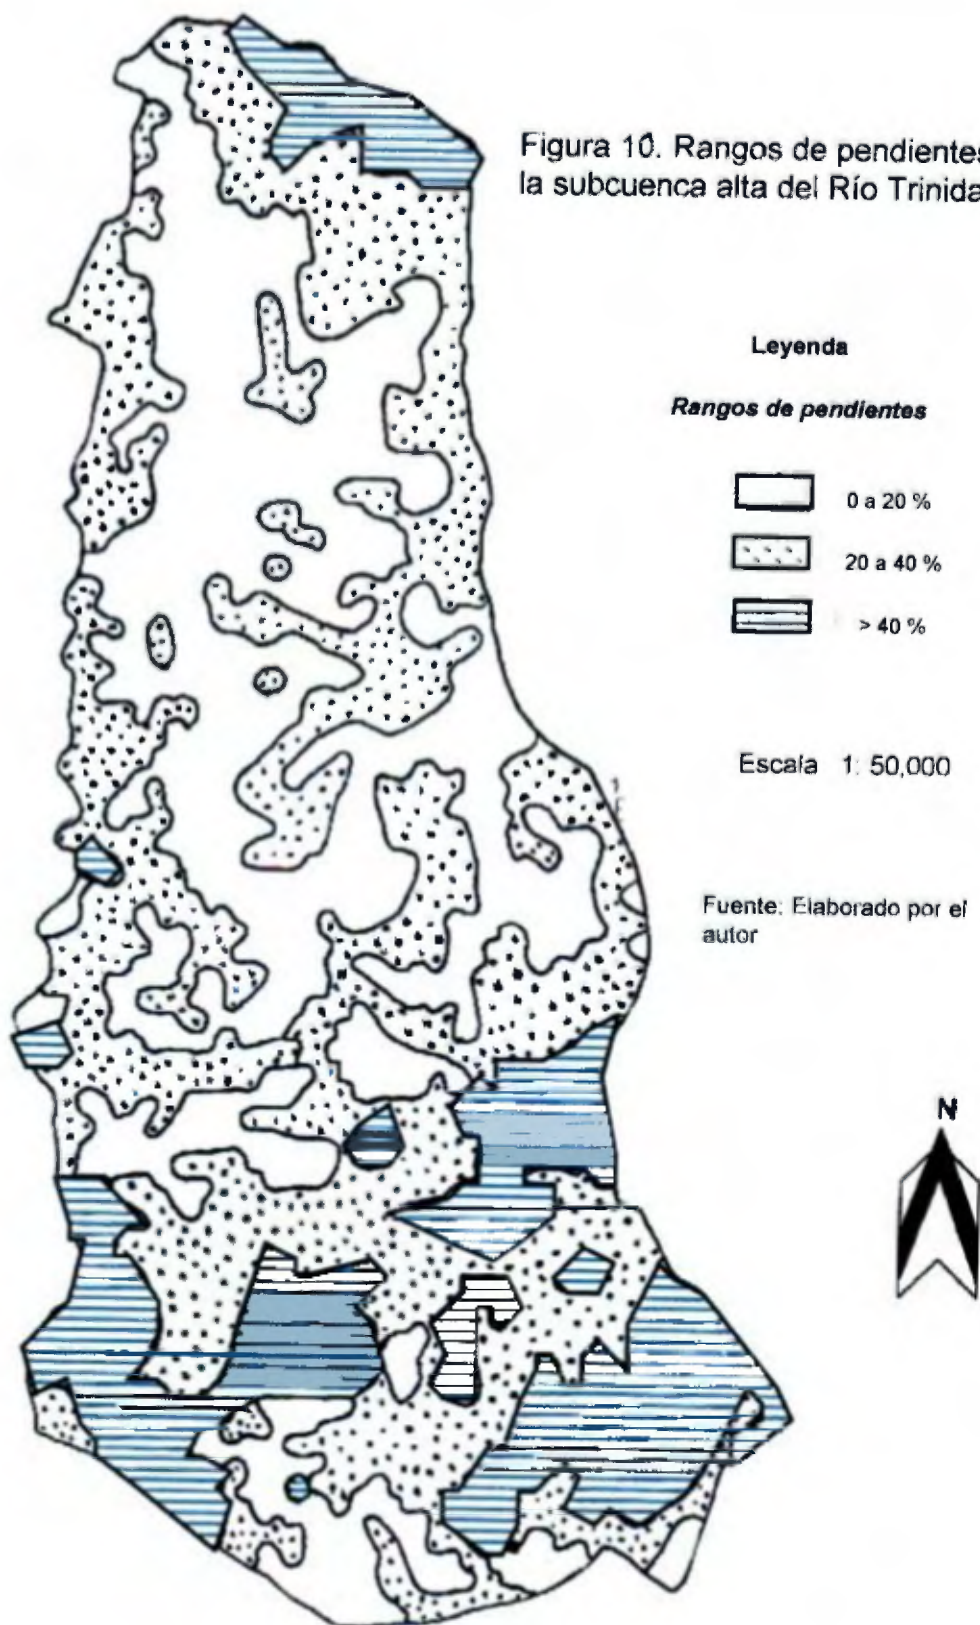 Figura 10. Rangos de pendientes
la subcuenca alta del Río Trinida
Leyenda
Rangos de pendientes
0 a 20 %
20 a 40 %
> 40 %
Escala 1: 50,000
Fuente: Elaborado por el
autor
N